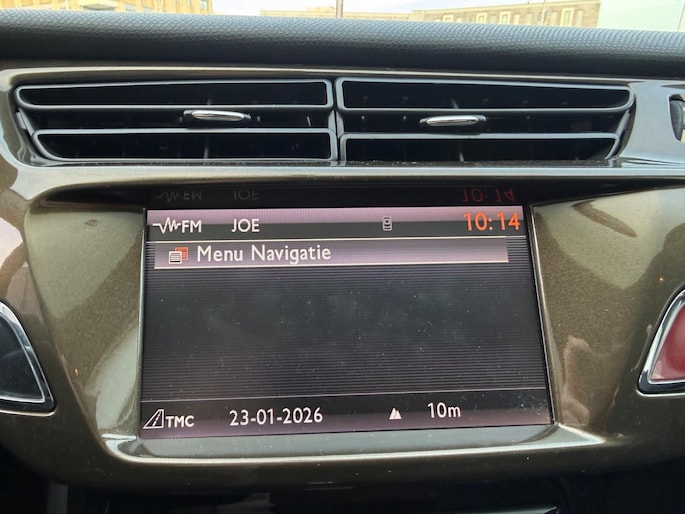 FM JOE 10:14
Menu Navigatie
TMC 23-01-2026 10m